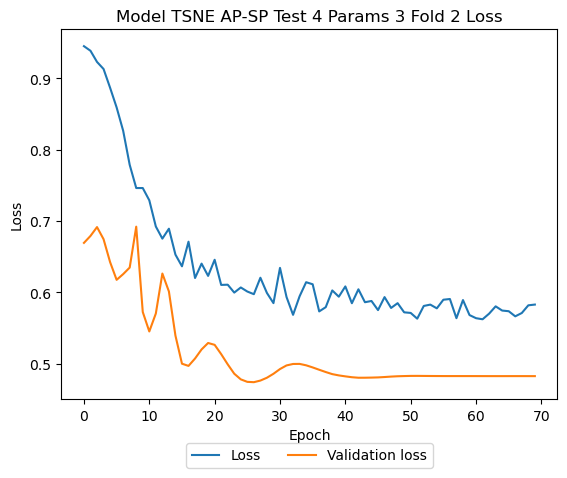 Model TSNE AP-SP Test 4 Params 3 Fold 2 Loss
Loss
0.9
0.8
0.7
0.6
0.5
0 10 20 30 40 50 60 70
Epoch
Loss Validation loss